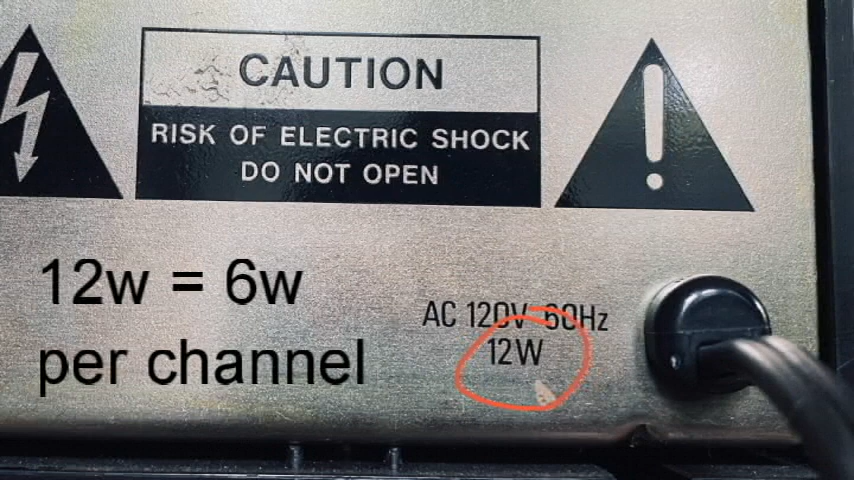 CAUTION
RISK OF ELECTRIC SHOCK
DO NOT OPEN
12w = 6w
per channel
AC 120V 60Hz
12W